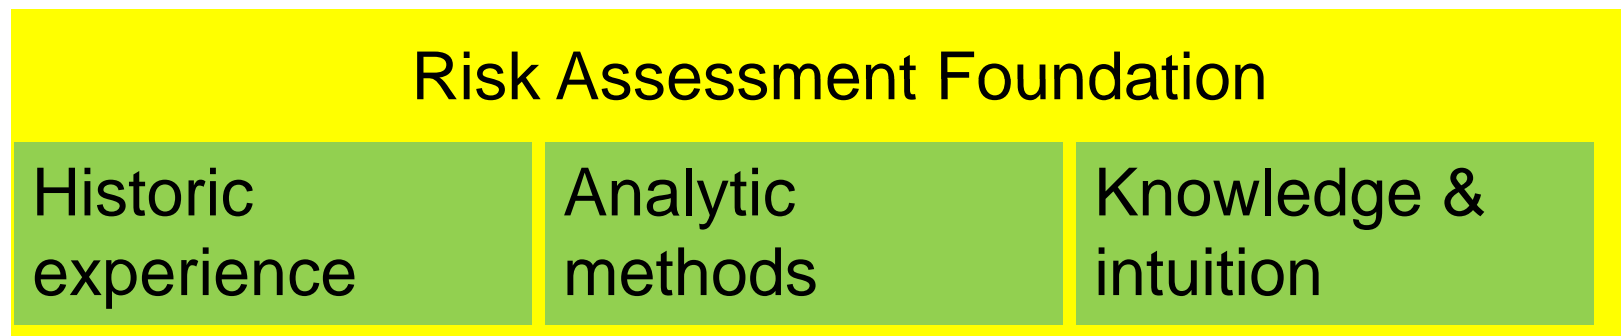 Risk Assessment Foundation
Historic
experience
Analytic
methods
Knowledge &
intuition